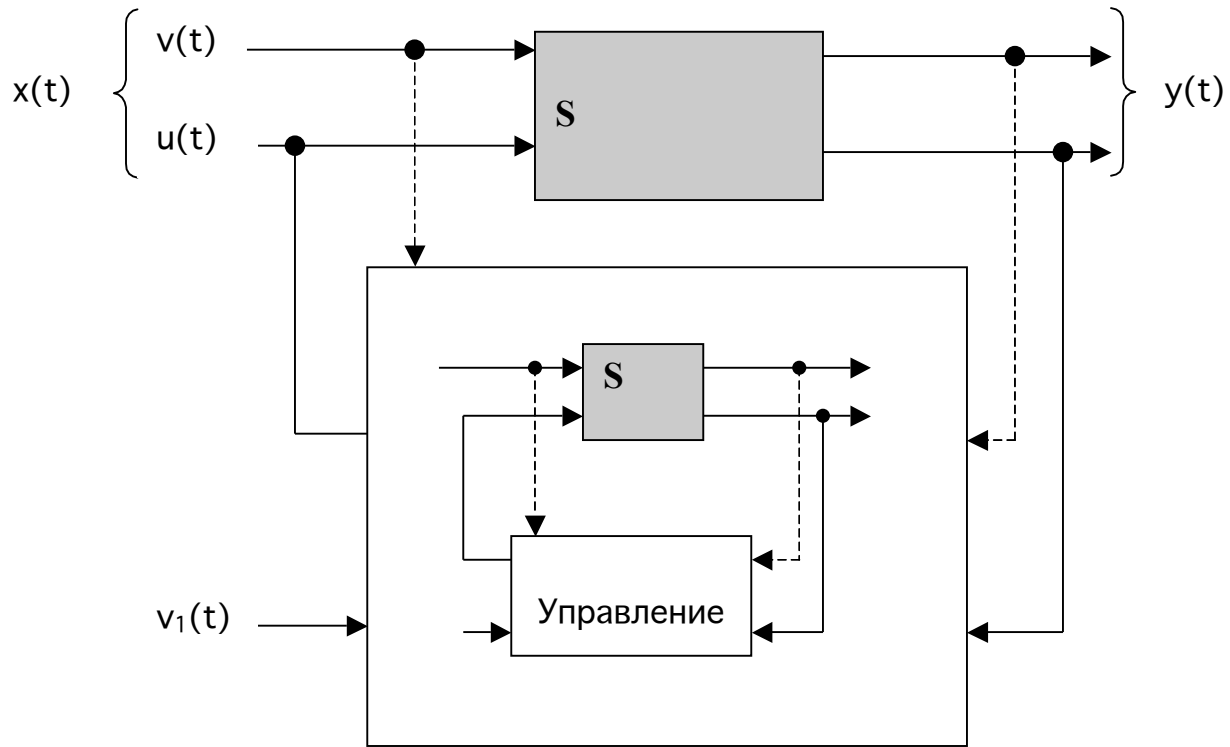 v(t)
x(t)
y(t)
u(t)
S
S
v₁(t)
Управление